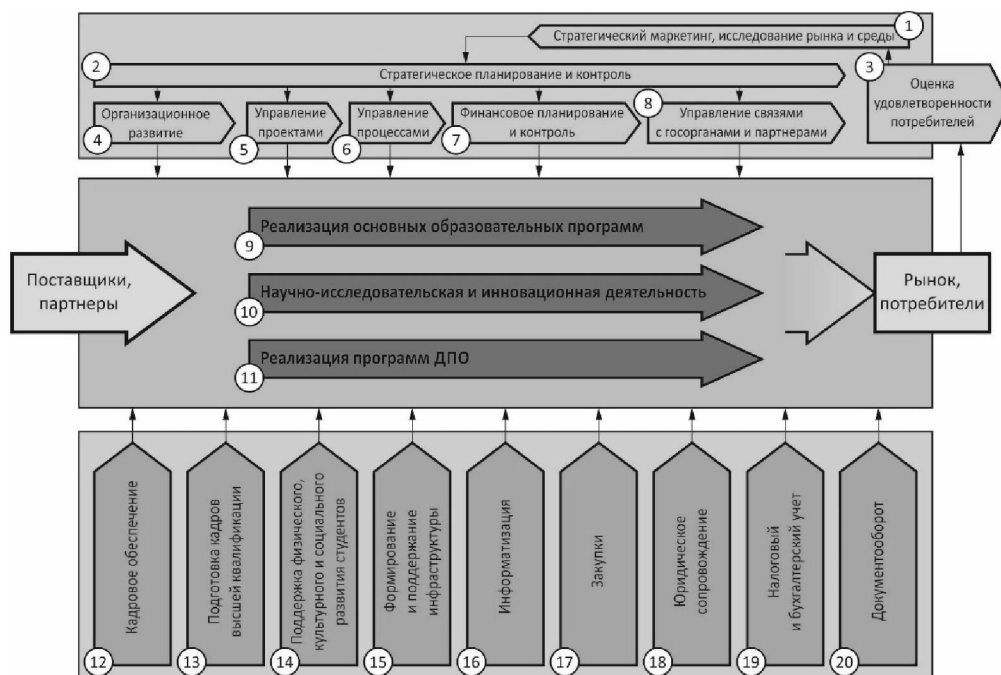 1
Стратегический маркетинг, исследование рынка и среды
2
Стратегическое планирование и контроль
3
Оценка
удовлетворенности
потребителей
4
Организационное
развитие
5
Управление
проектами
6
Управление
процессами
7
Финансовое планирование
и контроль
8
Управление связями
с госорганами и партнерами
Поставщики,
партнеры
9
Реализация основных образовательных программ
10
Научно-исследовательская и инновационная деятельность
11
Реализация программ ДПО
Рынок,
потребители
12
Кадровое обеспечение
13
Подготовка кадров
высшей квалификации
14
Поддержка физического,
культурного и социального
развития студентов
15
Формирование
и поддержание
инфраструктуры
16
Информатизация
17
Закупки
18
Юридическое
сопровождение
19
Налоговый
и бухгалтерский учет
20
Документооборот